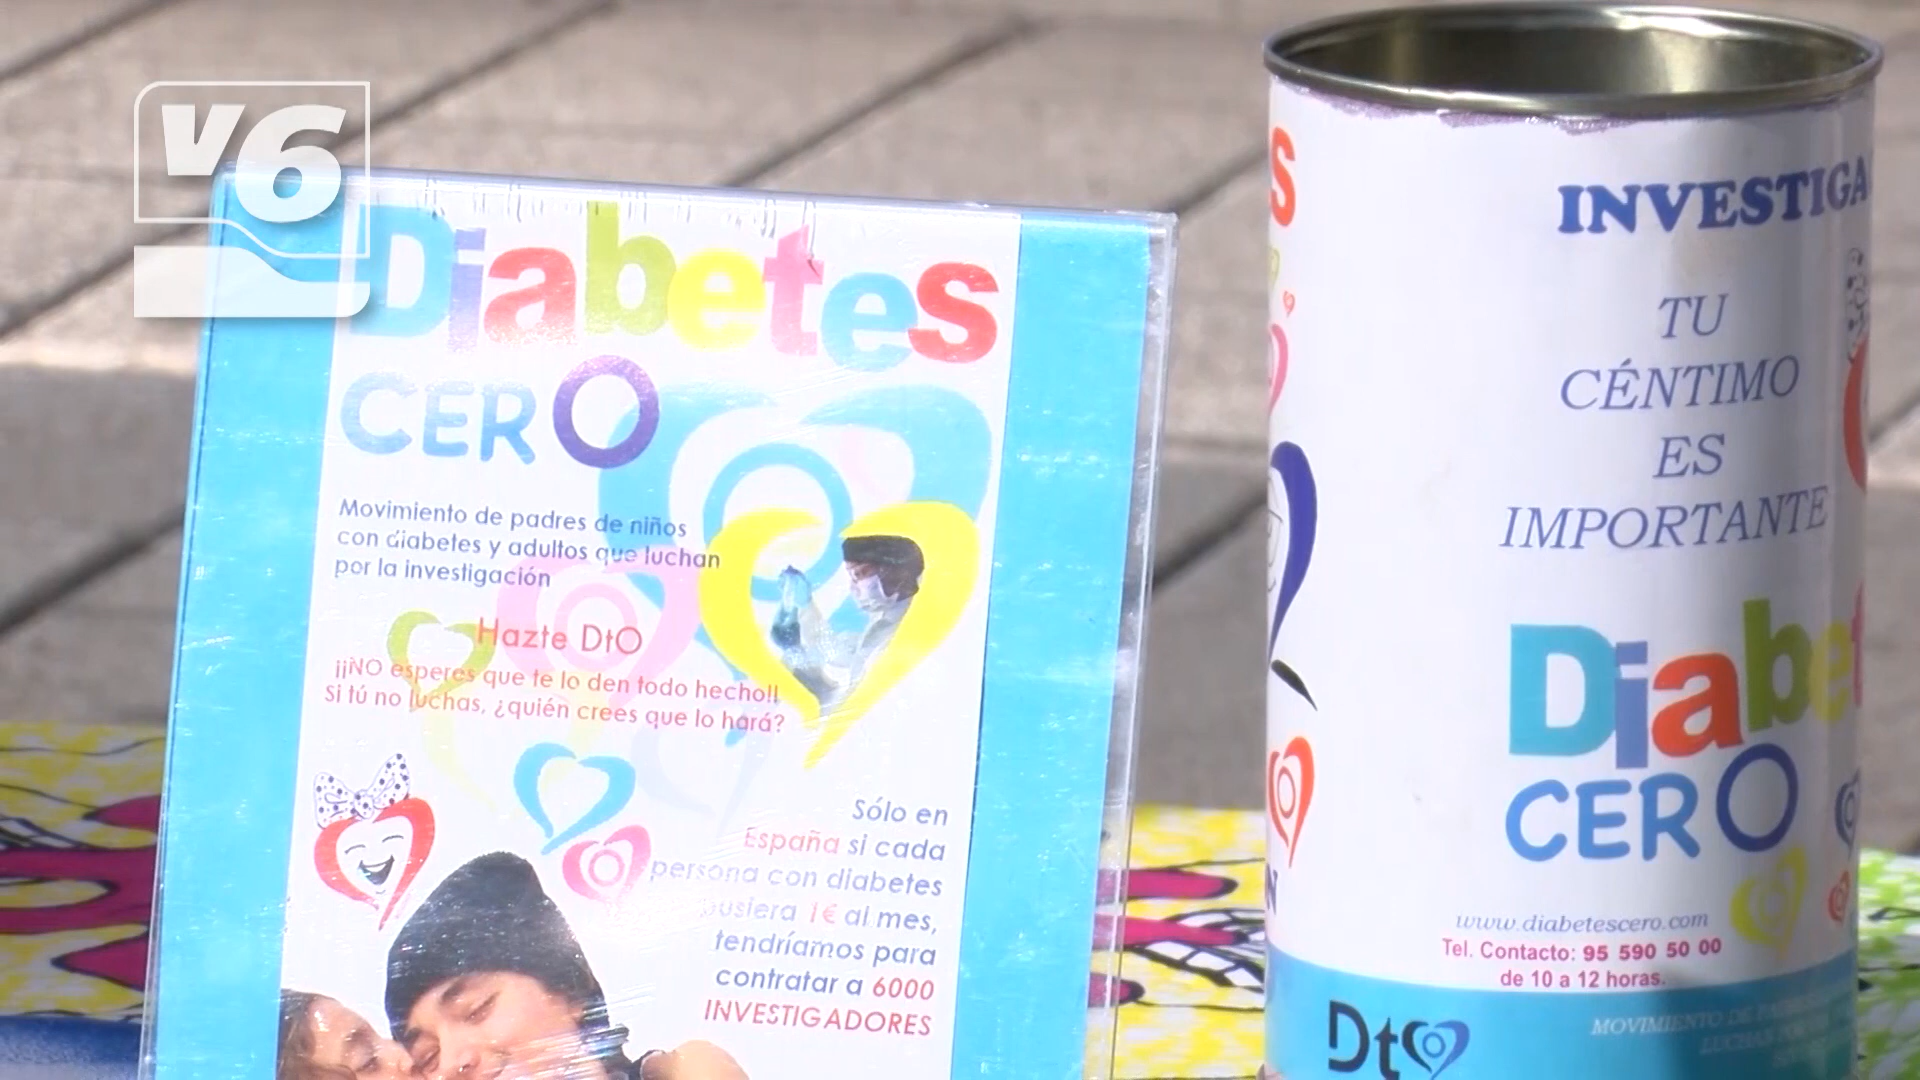 V6
Diabetes
CERO
Movimiento de padres de niños
con diabetes y adultos que luchan
por la investigación
Hazte DtO
¡¡NO esperes que te lo den todo hecho!!
Si tú no luchas, ¿quién crees que lo hará?
Sólo en
España si cada
persona con diabetes
pusiera 1€ al mes,
tendríamos para
contratar a 6000
INVESTIGADORES
S
N
INVESTIGA
TU
CÉNTIMO
ES
IMPORTANTE
Diabet
CERO
www.diabetescero.com
Tel. Contacto: 95 590 50 00
de 10 a 12 horas.
DtO
MOVIMIENTO DE